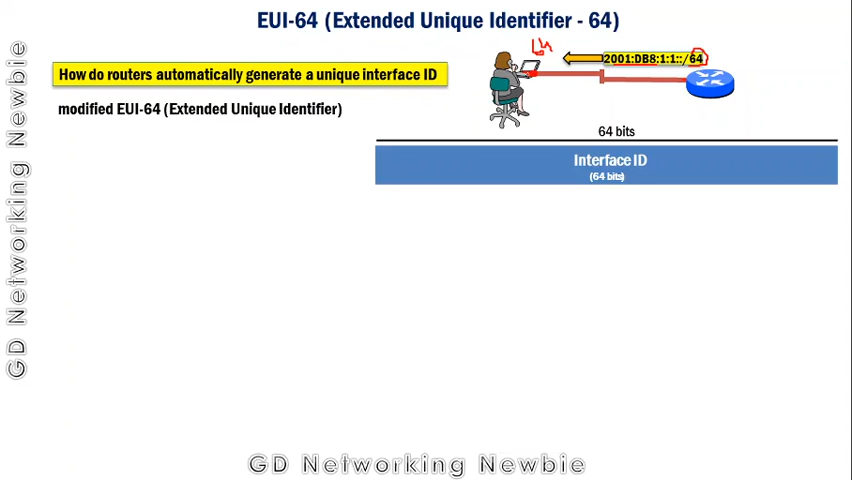 EUI-64 (Extended Unique Identifier - 64)
How do routers automatically generate a unique interface ID
2001:DB8:1:1::/64
modified EUI-64 (Extended Unique Identifier)
64 bits
Interface ID
(64 bits)
GD Networking Newbie
GD Networking Newbie